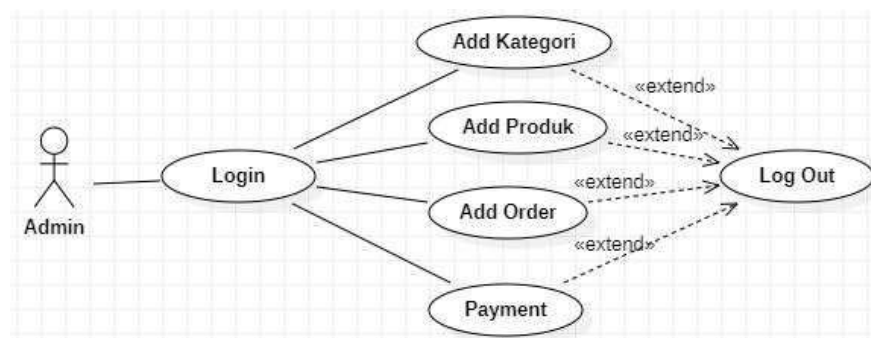 Add Kategori
«extend»
Add Produk
«extend»
Login
Log Out
«extend»
Add Order
Admin
«extend»
Payment